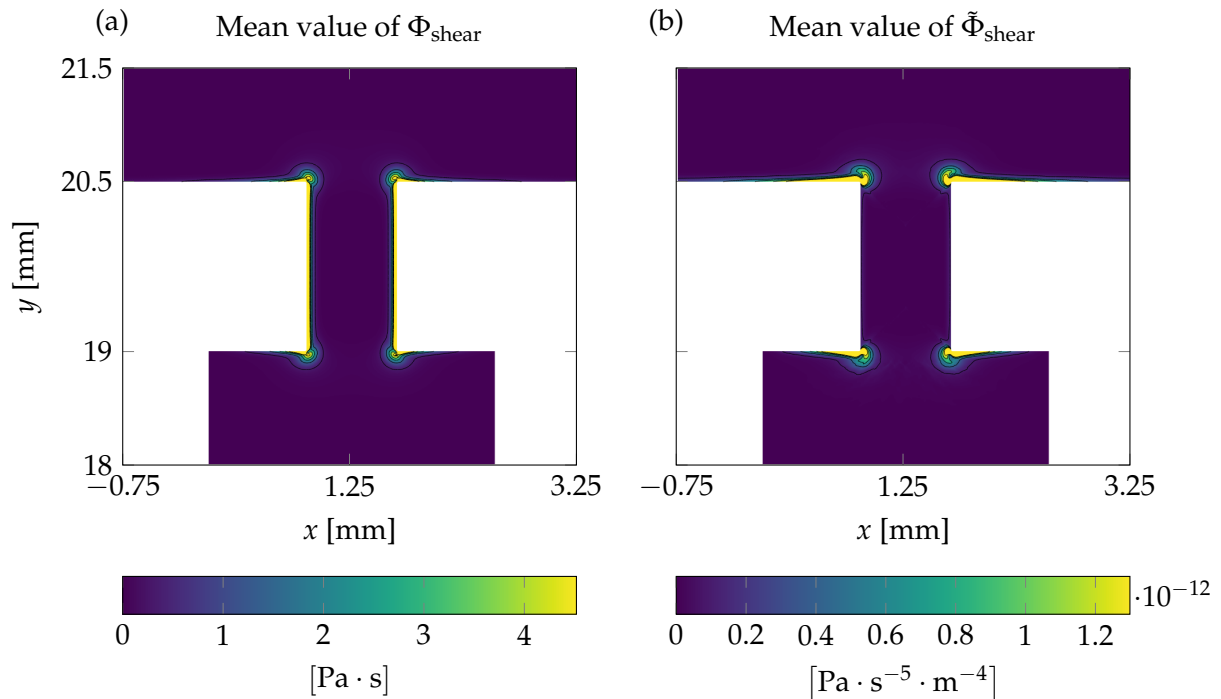 (a) Mean value of Φ_shear
(b) Mean value of Φ̃_shear
21.5
20.5
19
18
y [mm]
−0.75 1.25 3.25
−0.75 1.25 3.25
x [mm]
x [mm]
0 1 2 3 4
0 0.2 0.4 0.6 0.8 1 1.2
·10⁻¹²
[Pa · s]
[Pa · s⁻⁵ · m⁻⁴]